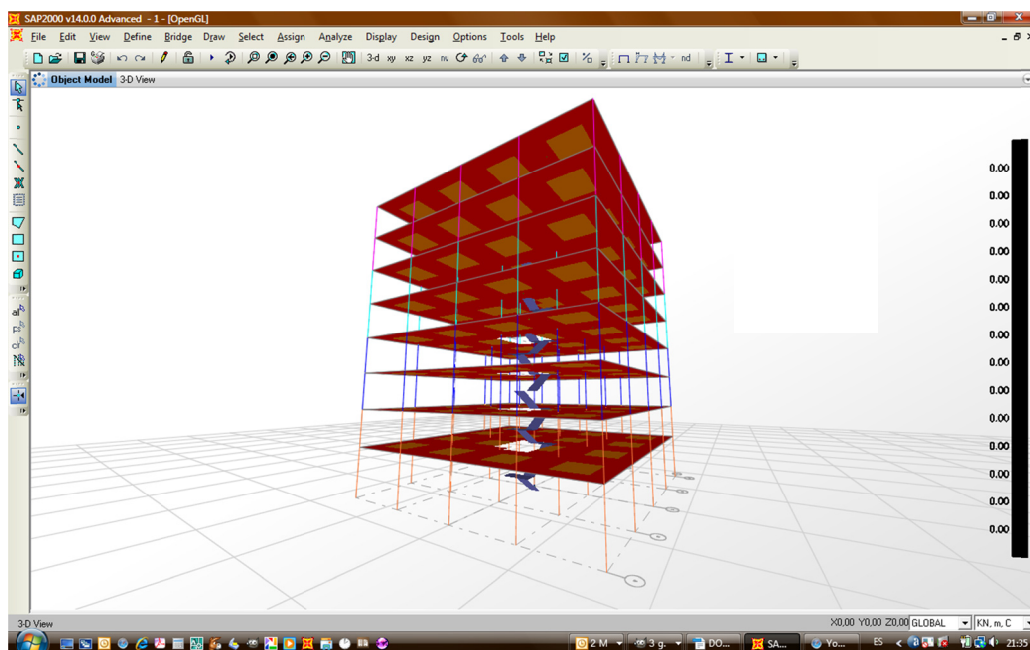 SAP2000 v14.0.0 Advanced - 1 - [OpenGL]
File Edit View Define Bridge Draw Select Assign Analyze Display Design Options Tools Help
3-d xy xz yz nv nd
Object Model 3-D View
0.00
0.00
0.00
0.00
0.00
0.00
0.00
0.00
0.00
0.00
0.00
0.00
0.00
0.00
3-D View X0,00 Y0,00 Z0,00 GLOBAL KN, m, C
2 M 3 g. DO... SA... Yo... ES 21:35